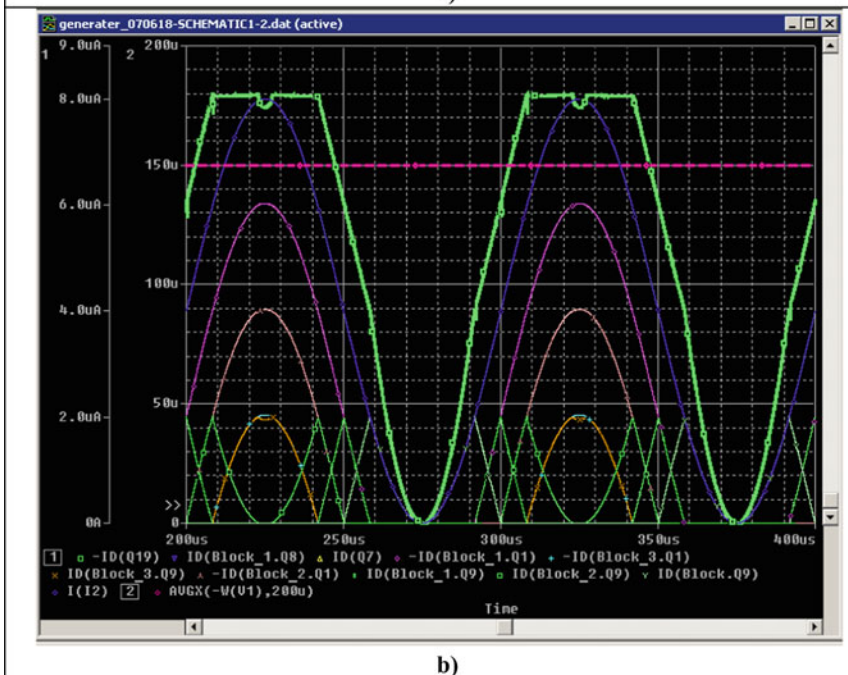 generater_070618-SCHEMATIC1-2.dat (active)
1 9.0uA 2 200u
8.0uA
150u
6.0uA
100u
4.0uA
50u
2.0uA
>>
0A 0
200us 250us 300us 350us 400us
1 -ID(Q19) ID(Block_1.Q8) ID(Q7) -ID(Block_1.Q1) -ID(Block_3.Q1)
ID(Block_3.Q9) -ID(Block_2.Q1) ID(Block_1.Q9) ID(Block_2.Q9) ID(Block.Q9)
I(I2) 2 AVGX(-W(V1),200u)
Time
b)